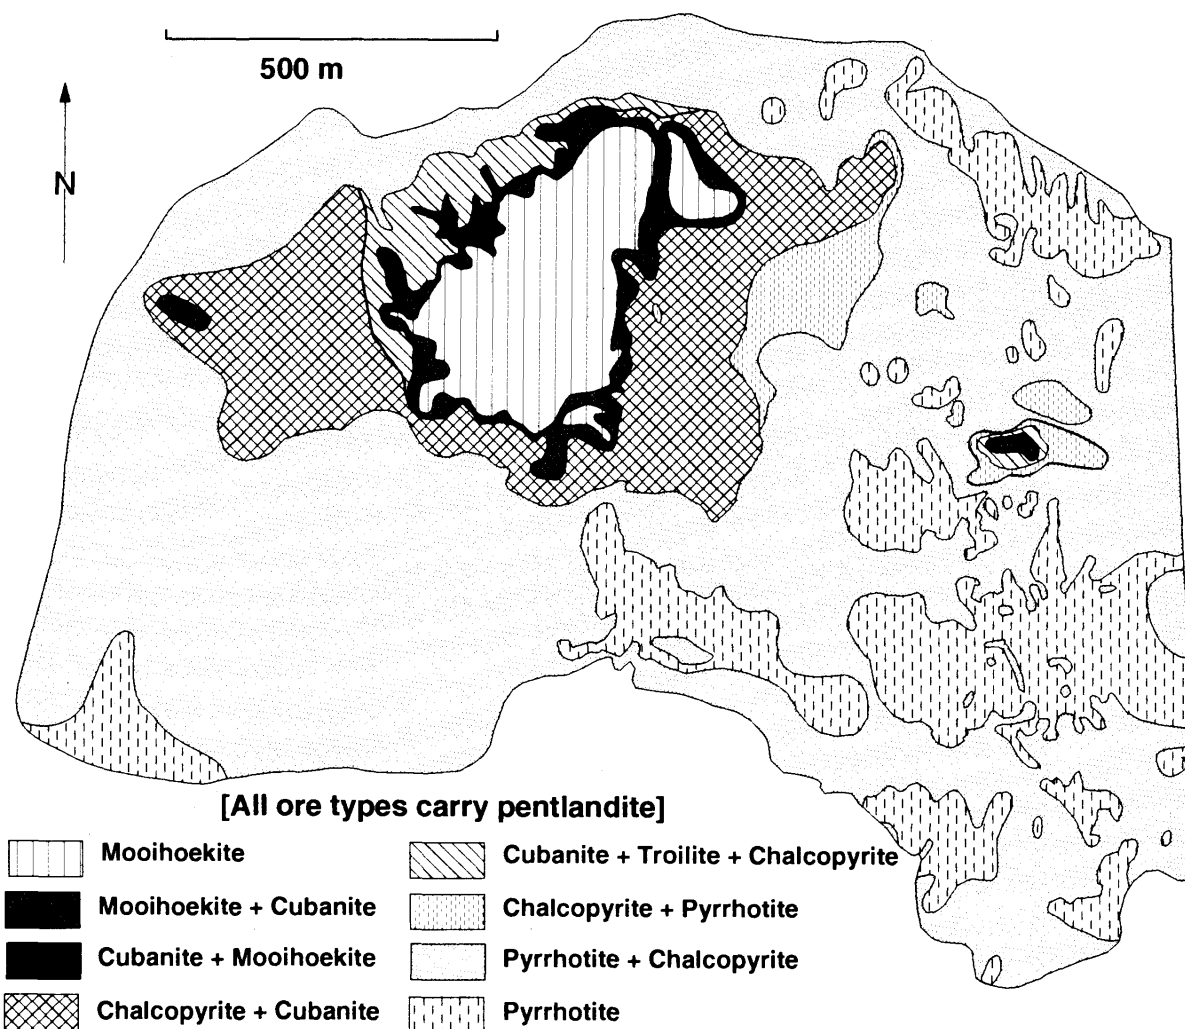 500 m
N
[All ore types carry pentlandite]
Mooihoekite
Mooihoekite + Cubanite
Cubanite + Mooihoekite
Chalcopyrite + Cubanite
Cubanite + Troilite + Chalcopyrite
Chalcopyrite + Pyrrhotite
Pyrrhotite + Chalcopyrite
Pyrrhotite